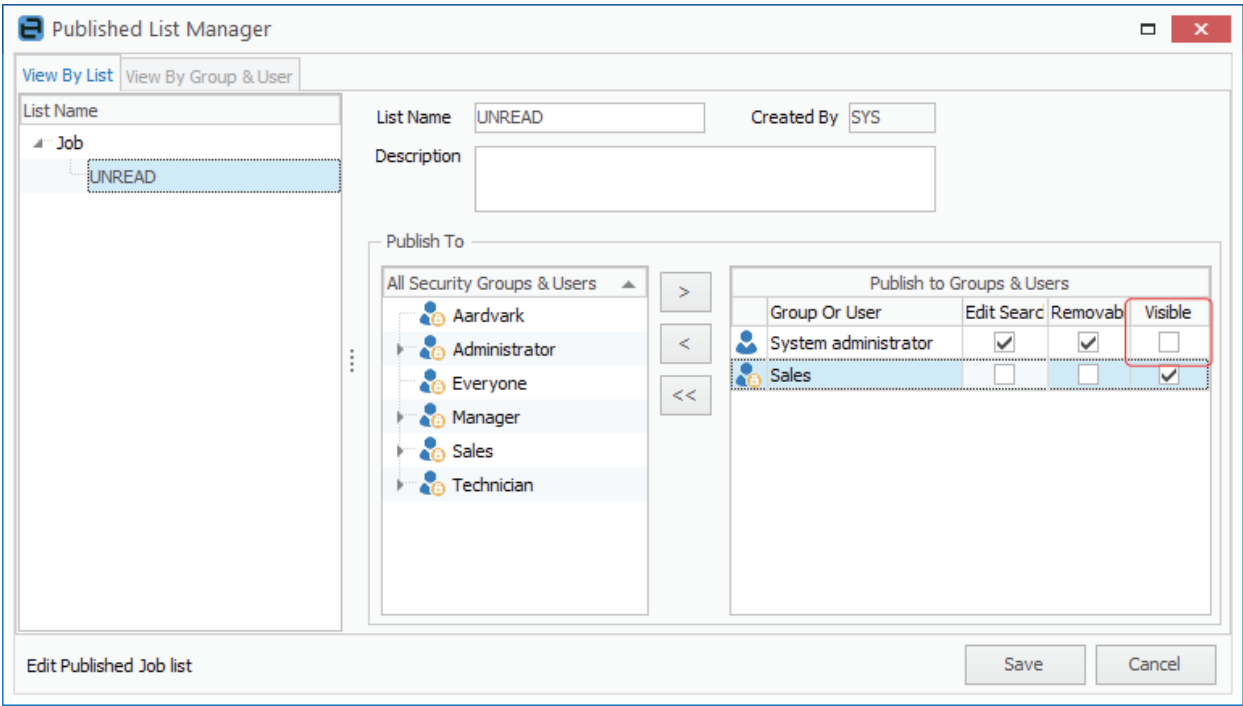 Published List Manager
View By List View By Group & User
List Name
Job
UNREAD
List Name UNREAD Created By SYS
Description
Publish To
All Security Groups & Users
Aardvark
Administrator
Everyone
Manager
Sales
Technician
>
<
<<
Publish to Groups & Users
Group Or User Edit Searc Removab Visible
System administrator
Sales
Edit Published Job list
Save Cancel